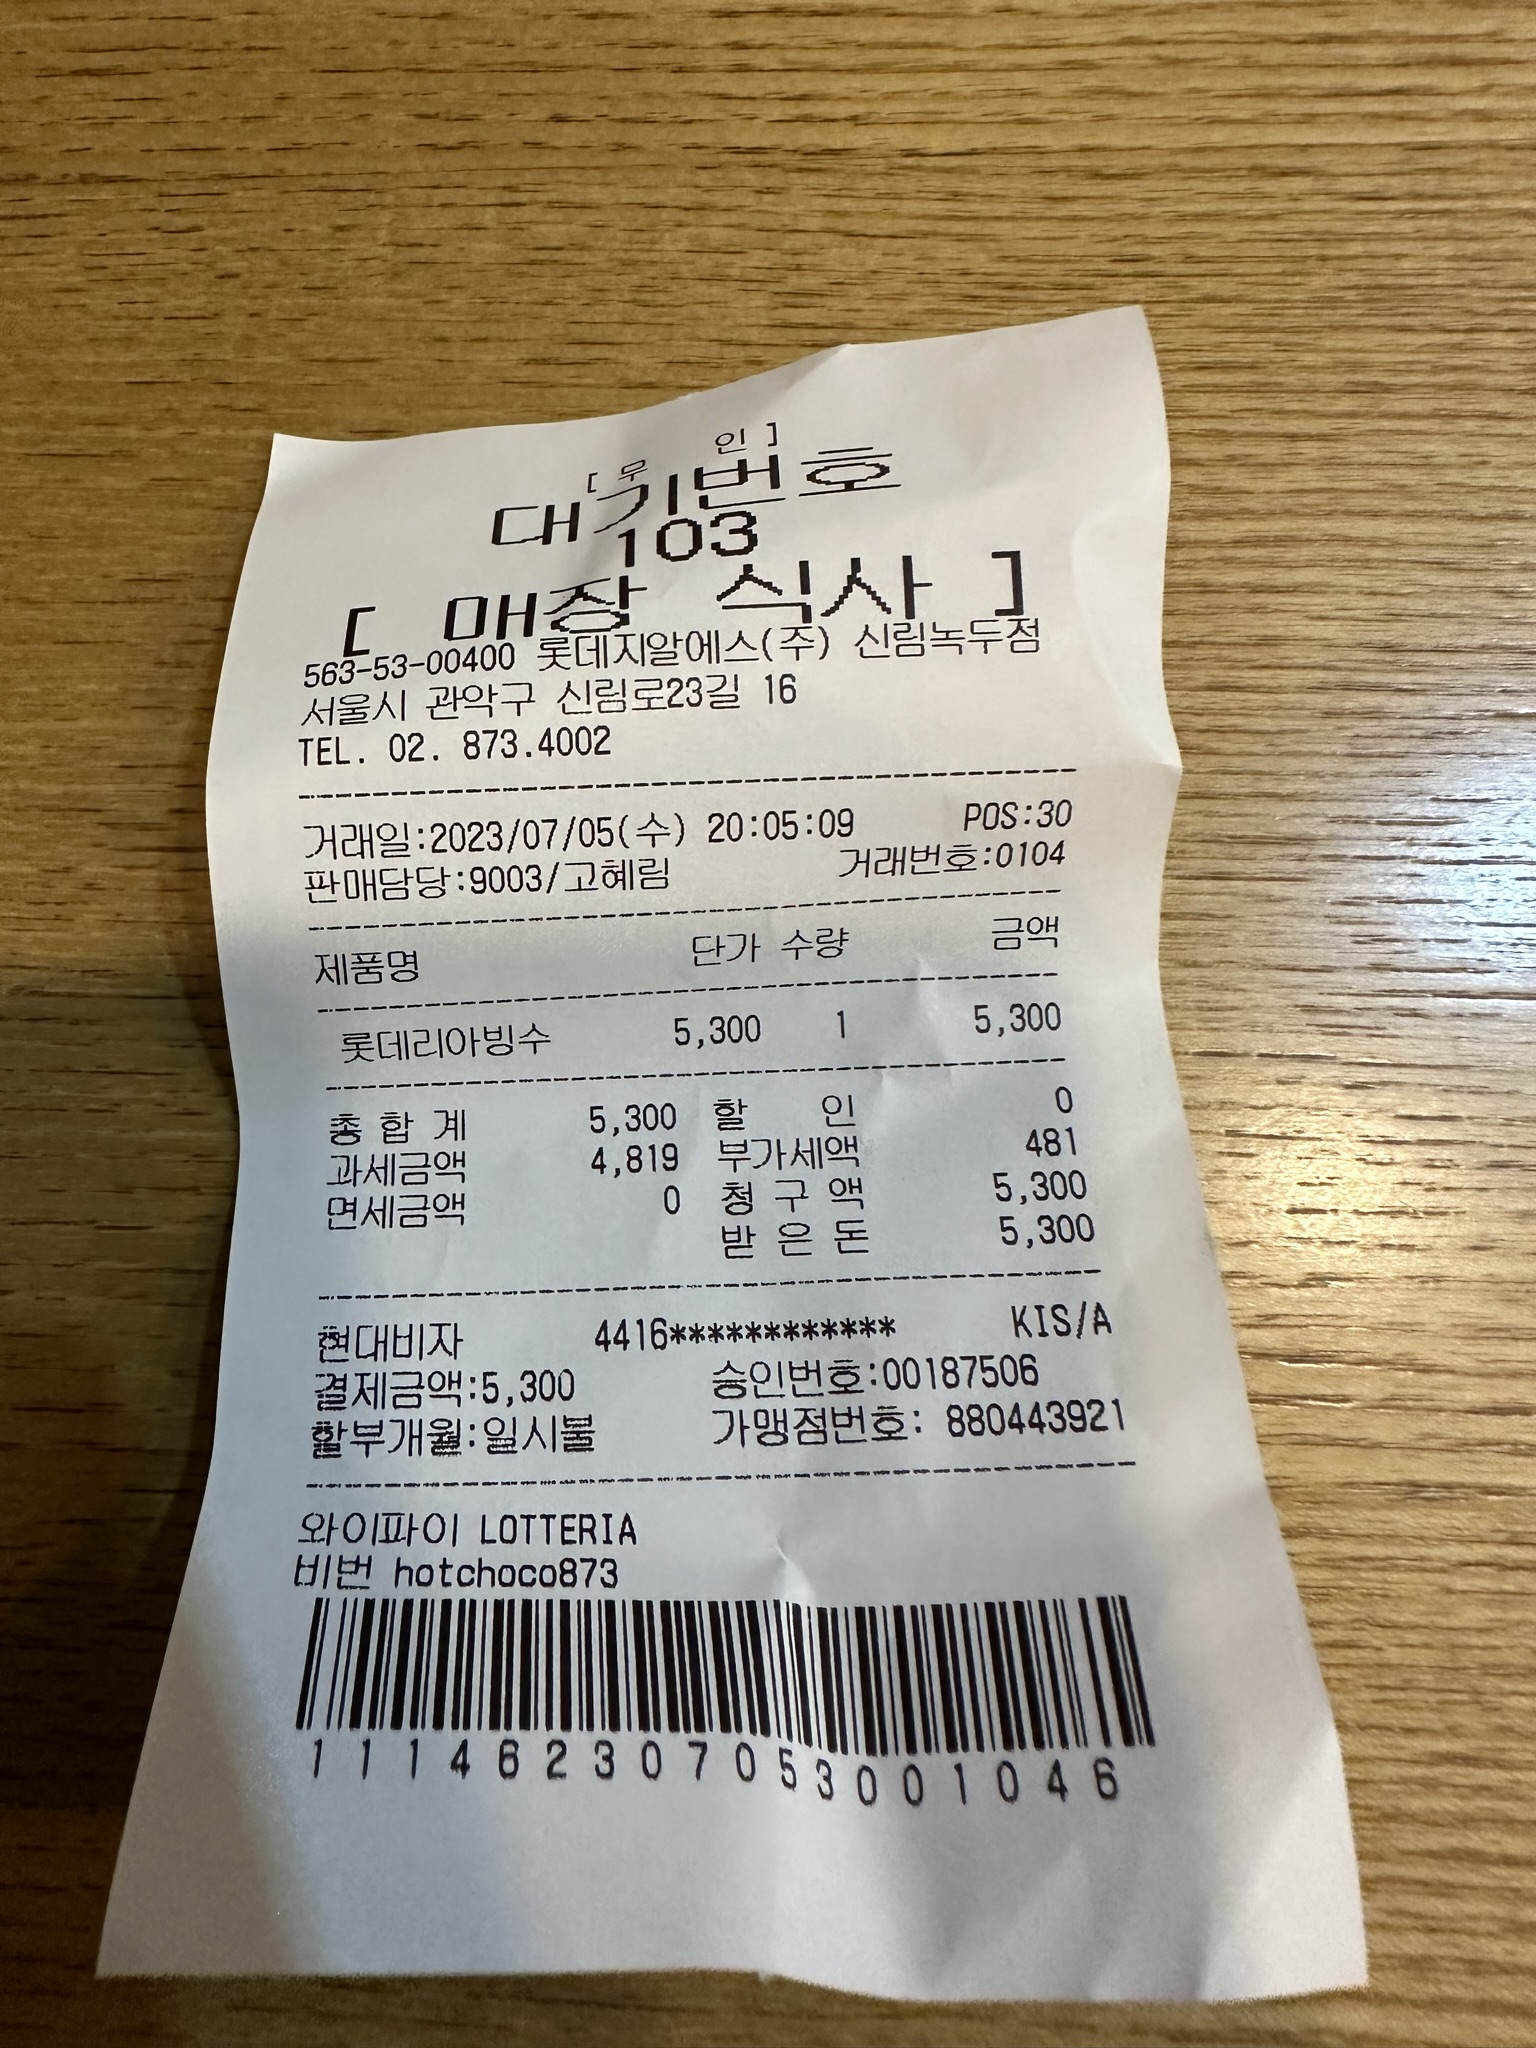 [ 무 인 ]
대기번호
103
[ 매장 식사 ]
563-53-00400 롯데지알에스(주) 신림녹두점
서울시 관악구 신림로23길 16
TEL. 02. 873.4002
거래일:2023/07/05(수) 20:05:09 POS:30
판매담당:9003/고혜림 거래번호:0104
제품명 단가 수량 금액
롯데리아빙수 5,300 1 5,300
총 합 계 5,300 할 인 0
과세금액 4,819 부가세액 481
면세금액 0 청 구 액 5,300
받 은 돈 5,300
현대비자 4416************ KIS/A
결제금액:5,300 승인번호:00187506
할부개월:일시불 가맹점번호: 880443921
와이파이 LOTTERIA
비번 hotchoco873
111462307053001046